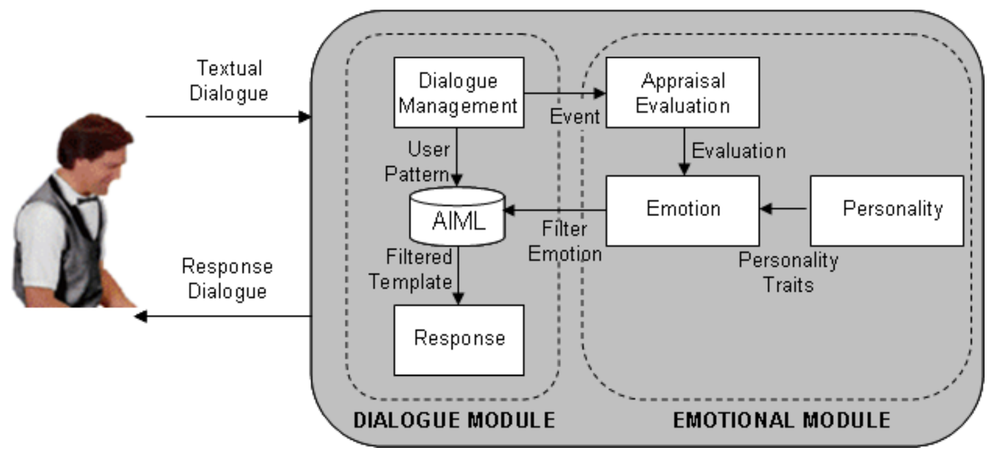 Textual
Dialogue
Response
Dialogue
Dialogue
Management
Event
Appraisal
Evaluation
User
Pattern
Evaluation
AIML
Filter
Emotion
Emotion
Personality
Personality
Traits
Filtered
Template
Response
DIALOGUE MODULE
EMOTIONAL MODULE